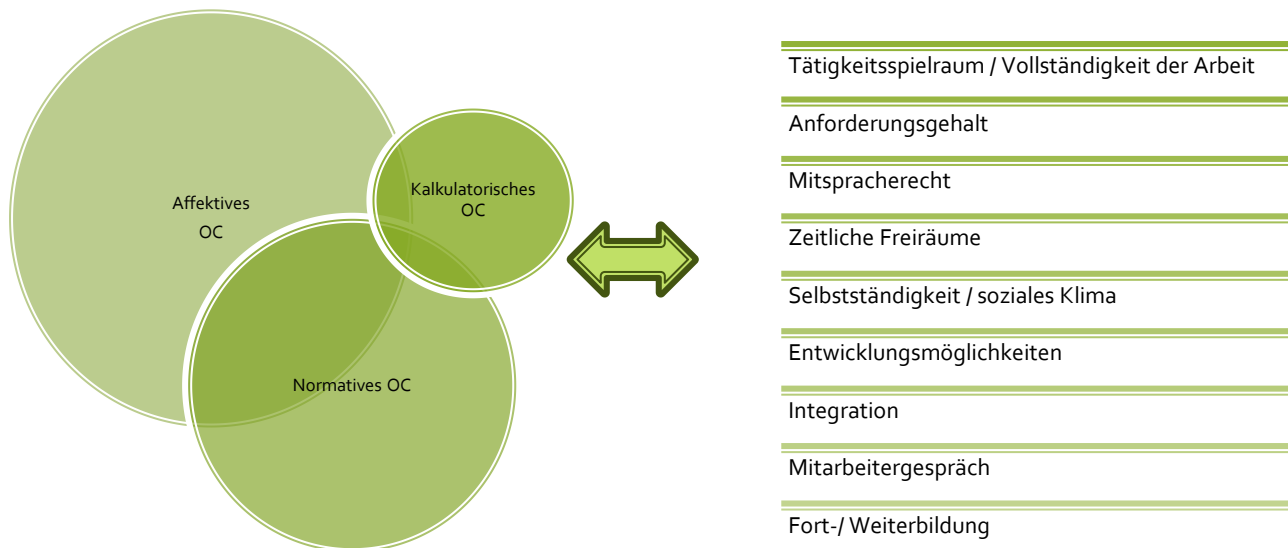 Affektives
OC
Kalkulatorisches
OC
Normatives OC
Tätigkeitsspielraum / Vollständigkeit der Arbeit
Anforderungsgehalt
Mitspracherecht
Zeitliche Freiräume
Selbstständigkeit / soziales Klima
Entwicklungsmöglichkeiten
Integration
Mitarbeitergespräch
Fort-/ Weiterbildung